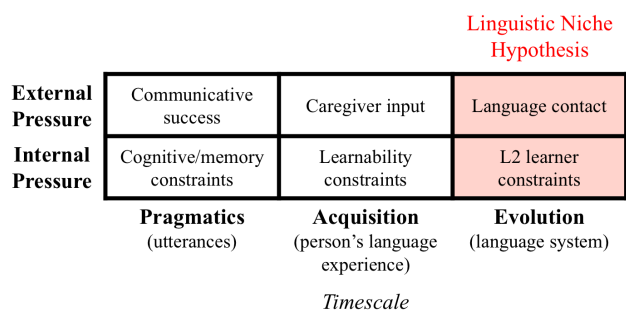 Linguistic Niche
Hypothesis
External
Pressure
Communicative
success
Caregiver input
Language contact
Internal
Pressure
Cognitive/memory
constraints
Learnability
constraints
L2 learner
constraints
Pragmatics
(utterances)
Acquisition
(person's language
experience)
Evolution
(language system)
Timescale